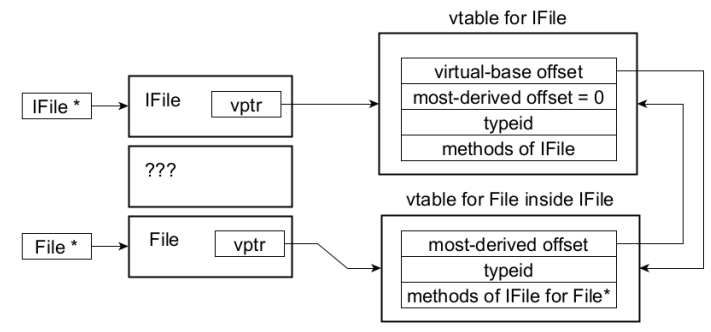 vtable for IFile
IFile *
IFile
vptr
virtual-base offset
most-derived offset = 0
typeid
methods of IFile
???
vtable for File inside IFile
File *
File
vptr
most-derived offset
typeid
methods of IFile for File*